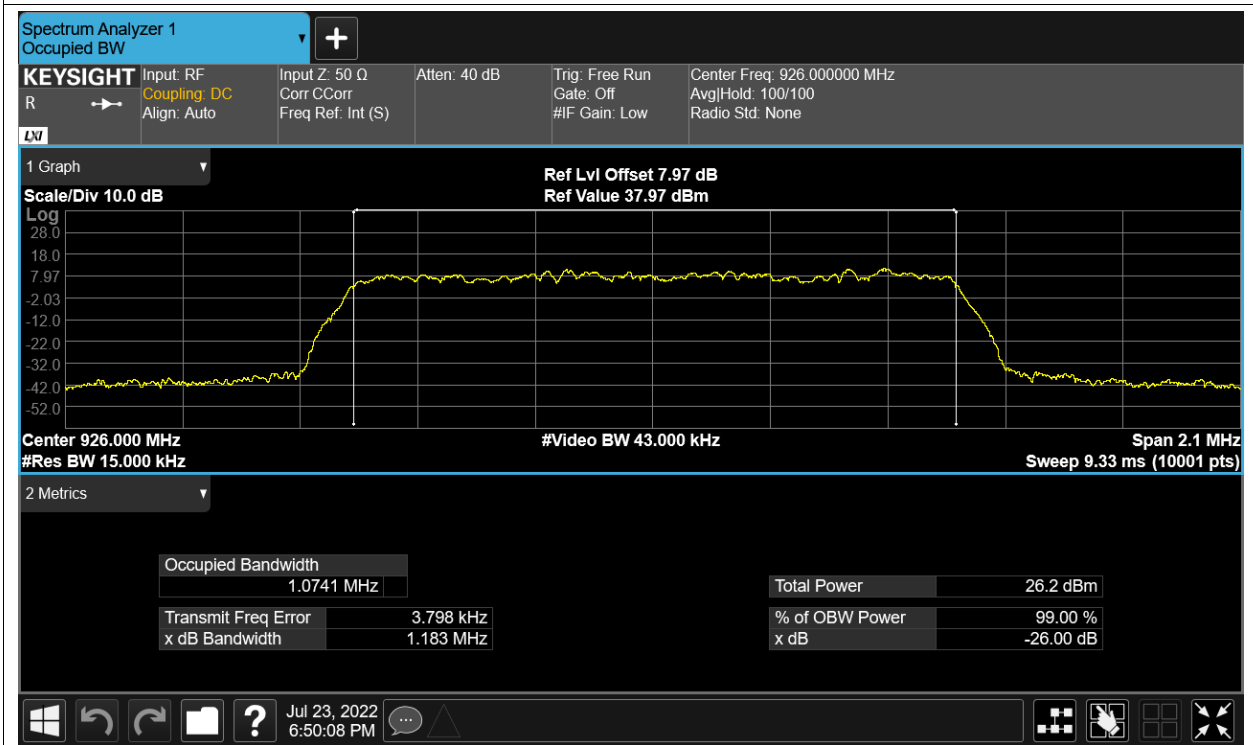 Spectrum Analyzer 1
Occupied BW
+
KEYSIGHT
R
LXI
Input: RF
Coupling: DC
Align: Auto
Input Z: 50 Ω
Corr CCorr
Freq Ref: Int (S)
Atten: 40 dB
Trig: Free Run
Gate: Off
#IF Gain: Low
Center Freq: 926.000000 MHz
Avg|Hold: 100/100
Radio Std: None
1 Graph
Scale/Div 10.0 dB
Ref Lvl Offset 7.97 dB
Ref Value 37.97 dBm
Log
28.0
18.0
7.97
-2.03
-12.0
-22.0
-32.0
-42.0
-52.0
Center 926.000 MHz
#Video BW 43.000 kHz
Span 2.1 MHz
#Res BW 15.000 kHz
Sweep 9.33 ms (10001 pts)
2 Metrics
Occupied Bandwidth
1.0741 MHz
Transmit Freq Error 3.798 kHz
x dB Bandwidth 1.183 MHz
Total Power 26.2 dBm
% of OBW Power 99.00 %
x dB -26.00 dB
?
Jul 23, 2022
6:50:08 PM